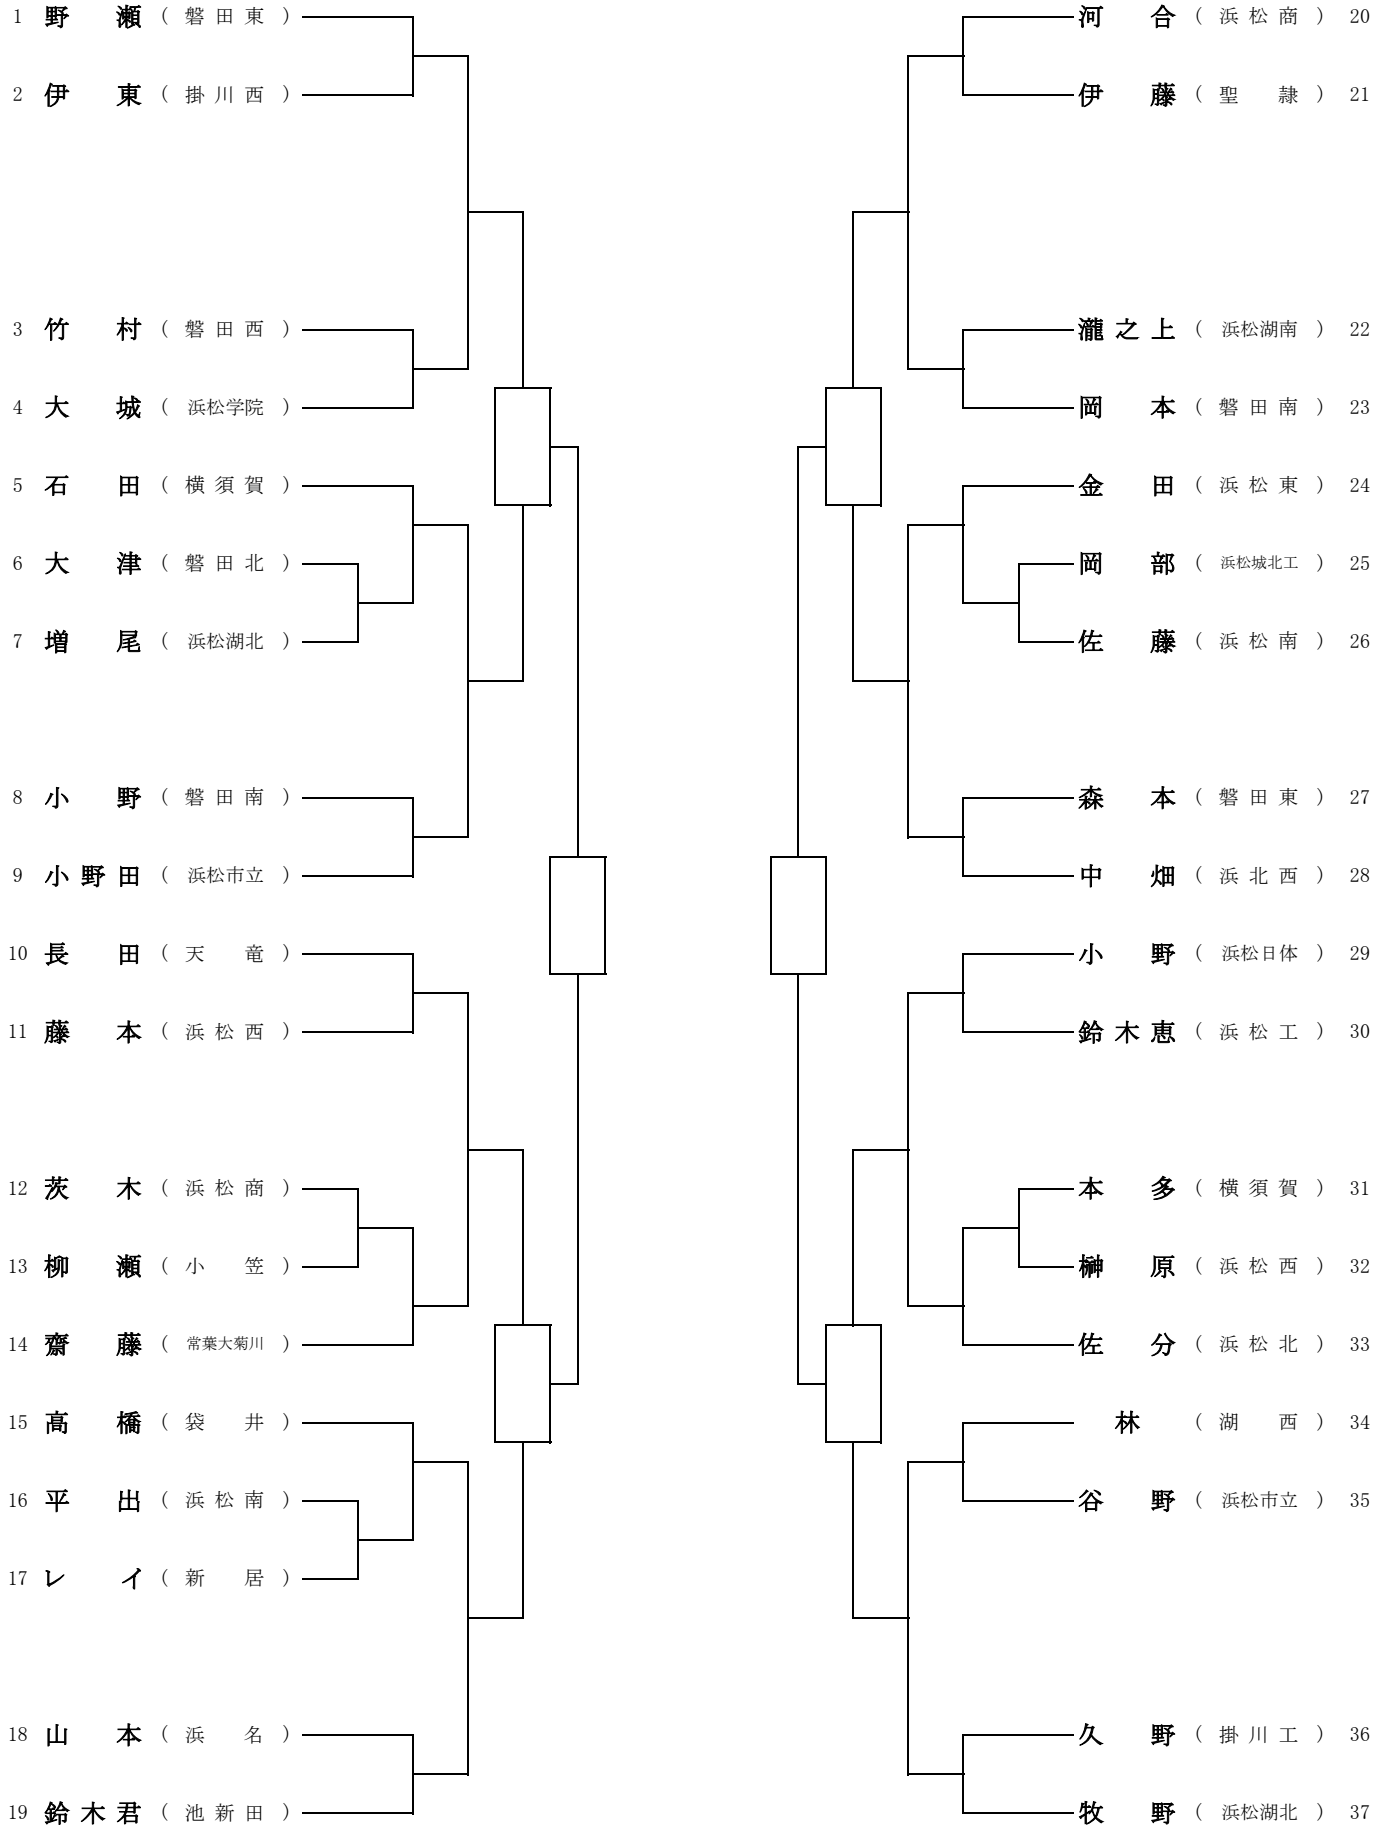 1 野瀬 （磐田東）
2 伊東 （掛川西）
3 竹村 （磐田西）
4 大城 （浜松学院）
5 石田 （横須賀）
6 大津 （磐田北）
7 増尾 （浜松湖北）
8 小野 （磐田南）
9 小野田 （浜松市立）
10 長田 （天竜）
11 藤本 （浜松西）
12 茨木 （浜松商）
13 柳瀬 （小笠）
14 齋藤 （常葉大菊川）
15 高橋 （袋井）
16 平出 （浜松南）
17 レイ （新居）
18 山本 （浜名）
19 鈴木君 （池新田）
河合 （浜松商） 20
伊藤 （聖隷） 21
瀧之上 （浜松湖南） 22
岡本 （磐田南） 23
金田 （浜松東） 24
岡部 （浜松城北工） 25
佐藤 （浜松南） 26
森本 （磐田東） 27
中畑 （浜北西） 28
小野 （浜松日体） 29
鈴木恵 （浜松工） 30
本多 （横須賀） 31
榊原 （浜松西） 32
佐分 （浜松北） 33
林 （湖西） 34
谷野 （浜松市立） 35
久野 （掛川工） 36
牧野 （浜松湖北） 37